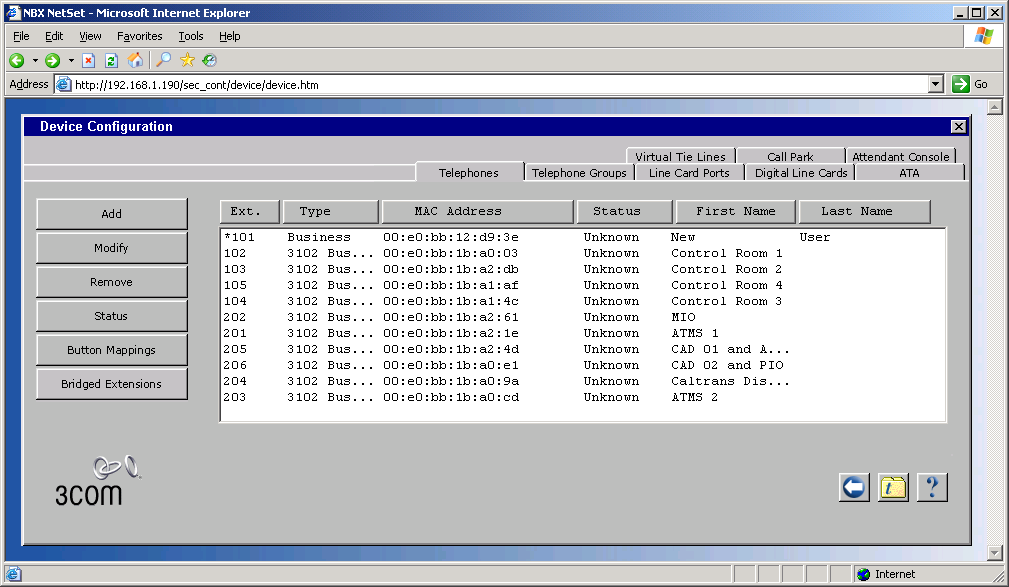 NBX NetSet - Microsoft Internet Explorer
File Edit View Favorites Tools Help
Address http://192.168.1.190/sec_cont/device/device.htm Go
Device Configuration
Virtual Tie Lines Call Park Attendant Console
Telephones Telephone Groups Line Card Ports Digital Line Cards ATA
Add
Modify
Remove
Status
Button Mappings
Bridged Extensions
Ext. Type MAC Address Status First Name Last Name
*101 Business 00:e0:bb:12:d9:3e Unknown New User
102 3102 Bus... 00:e0:bb:1b:a0:03 Unknown Control Room 1
103 3102 Bus... 00:e0:bb:1b:a2:db Unknown Control Room 2
105 3102 Bus... 00:e0:bb:1b:a1:af Unknown Control Room 4
104 3102 Bus... 00:e0:bb:1b:a1:4c Unknown Control Room 3
202 3102 Bus... 00:e0:bb:1b:a2:61 Unknown MIO
201 3102 Bus... 00:e0:bb:1b:a2:1e Unknown ATMS 1
205 3102 Bus... 00:e0:bb:1b:a2:4d Unknown CAD 01 and A...
206 3102 Bus... 00:e0:bb:1b:a0:e1 Unknown CAD 02 and PIO
204 3102 Bus... 00:e0:bb:1b:a0:9a Unknown Caltrans Dis...
203 3102 Bus... 00:e0:bb:1b:a0:cd Unknown ATMS 2
3COM
t ?
Internet